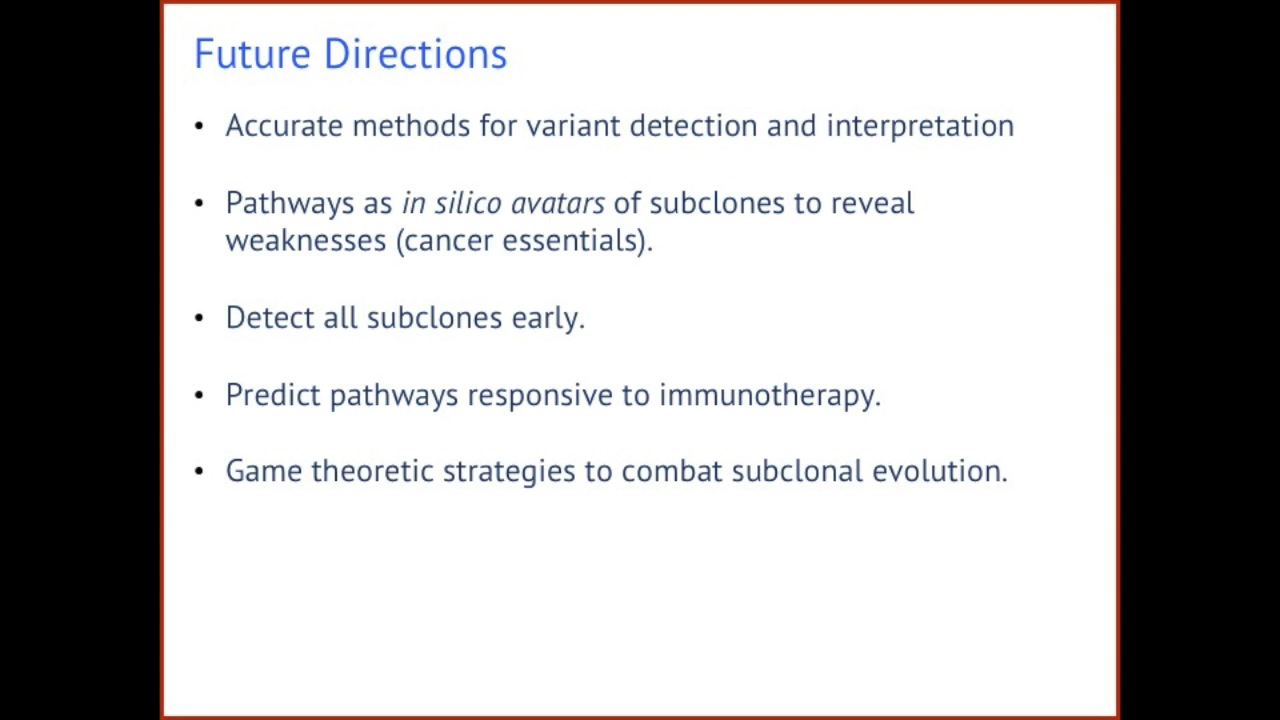 Future Directions
• Accurate methods for variant detection and interpretation
• Pathways as in silico avatars of subclones to reveal
weaknesses (cancer essentials).
• Detect all subclones early.
• Predict pathways responsive to immunotherapy.
• Game theoretic strategies to combat subclonal evolution.